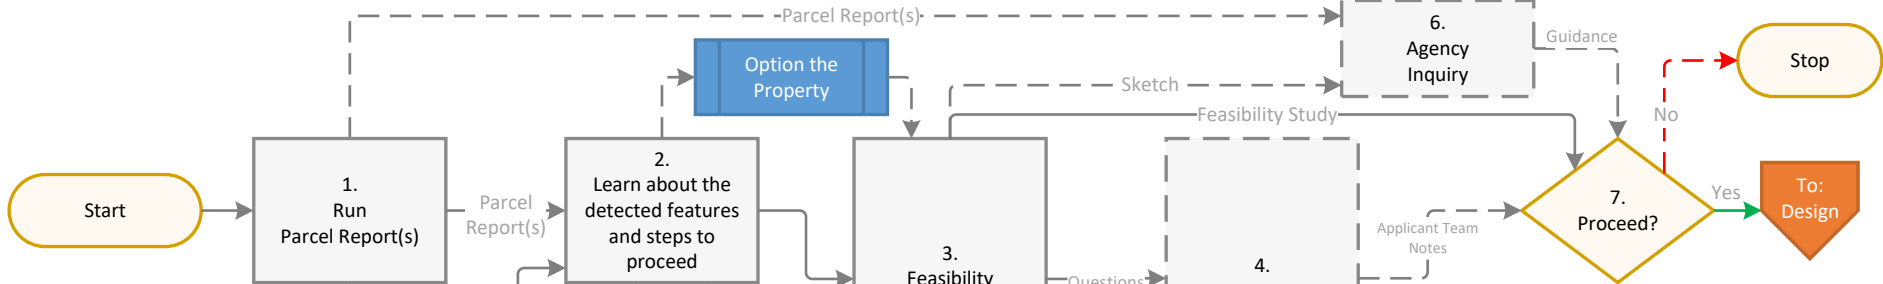 Parcel Report(s)
6.
Agency
Inquiry
Guidance
Stop
Option the
Property
Sketch
Feasibility Study
No
Start
1.
Run
Parcel Report(s)
Parcel
Report(s)
2.
Learn about the
detected features
and steps to
proceed
3.
Feasibility
Questions
4.
Applicant Team
Notes
7.
Proceed?
Yes
To:
Design